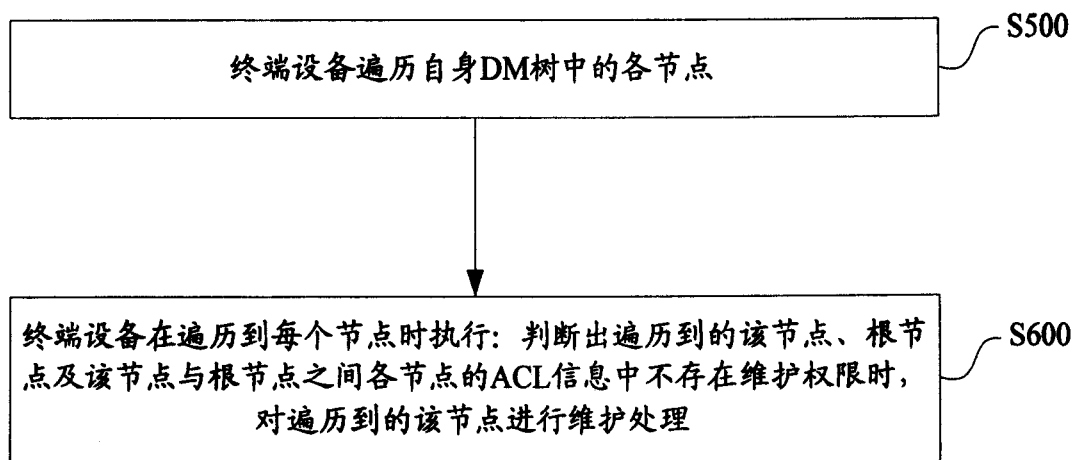 终端设备遍历自身DM树中的各节点
S500
终端设备在遍历到每个节点时执行：判断出遍历到的该节点、根节
点及该节点与根节点之间各节点的ACL信息中不存在维护权限时，
对遍历到的该节点进行维护处理
S600